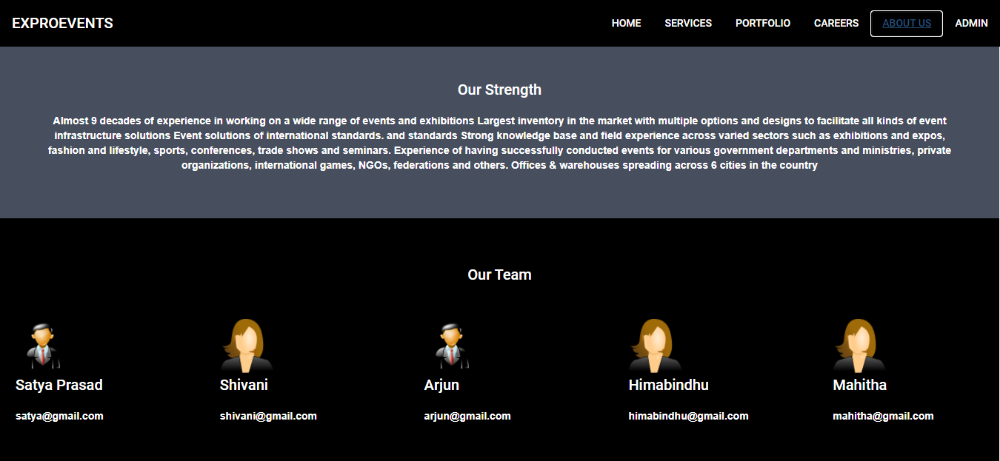 EXPROEVENTS HOME SERVICES PORTFOLIO CAREERS ABOUT US ADMIN
Our Strength
Almost 9 decades of experience in working on a wide range of events and exhibitions Largest inventory in the market with multiple options and designs to facilitate all kinds of event
infrastructure solutions Event solutions of international standards. and standards Strong knowledge base and field experience across varied sectors such as exhibitions and expos,
fashion and lifestyle, sports, conferences, trade shows and seminars. Experience of having successfully conducted events for various government departments and ministries, private
organizations, international games, NGOs, federations and others. Offices & warehouses spreading across 6 cities in the country
Our Team
Satya Prasad Shivani Arjun Himabindhu Mahitha
satya@gmail.com shivani@gmail.com arjun@gmail.com himabindhu@gmail.com mahitha@gmail.com